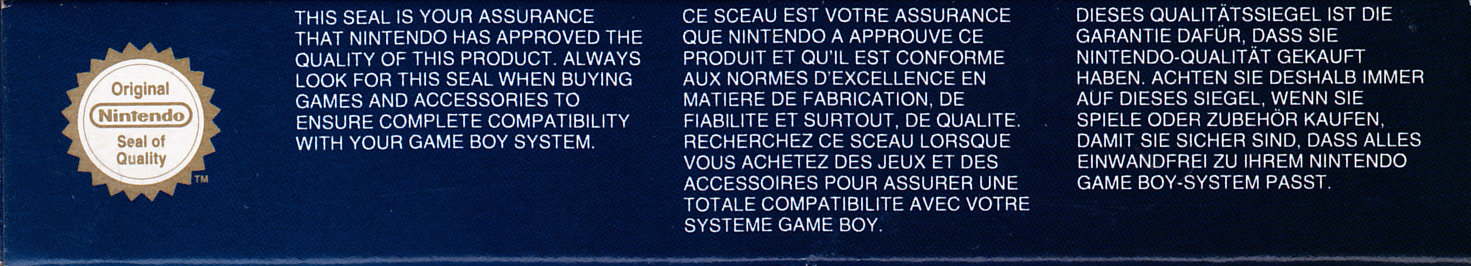 Original
Nintendo
Seal of
Quality
TM
THIS SEAL IS YOUR ASSURANCE
THAT NINTENDO HAS APPROVED THE
QUALITY OF THIS PRODUCT. ALWAYS
LOOK FOR THIS SEAL WHEN BUYING
GAMES AND ACCESSORIES TO
ENSURE COMPLETE COMPATIBILITY
WITH YOUR GAME BOY SYSTEM.
CE SCEAU EST VOTRE ASSURANCE
QUE NINTENDO A APPROUVE CE
PRODUIT ET QU'IL EST CONFORME
AUX NORMES D'EXCELLENCE EN
MATIERE DE FABRICATION, DE
FIABILITE ET SURTOUT, DE QUALITE.
RECHERCHEZ CE SCEAU LORSQUE
VOUS ACHETEZ DES JEUX ET DES
ACCESSOIRES POUR ASSURER UNE
TOTALE COMPATIBILITE AVEC VOTRE
SYSTEME GAME BOY.
DIESES QUALITÄTSSIEGEL IST DIE
GARANTIE DAFÜR, DASS SIE
NINTENDO-QUALITÄT GEKAUFT
HABEN. ACHTEN SIE DESHALB IMMER
AUF DIESES SIEGEL, WENN SIE
SPIELE ODER ZUBEHÖR KAUFEN,
DAMIT SIE SICHER SIND, DASS ALLES
EINWANDFREI ZU IHREM NINTENDO
GAME BOY-SYSTEM PASST.